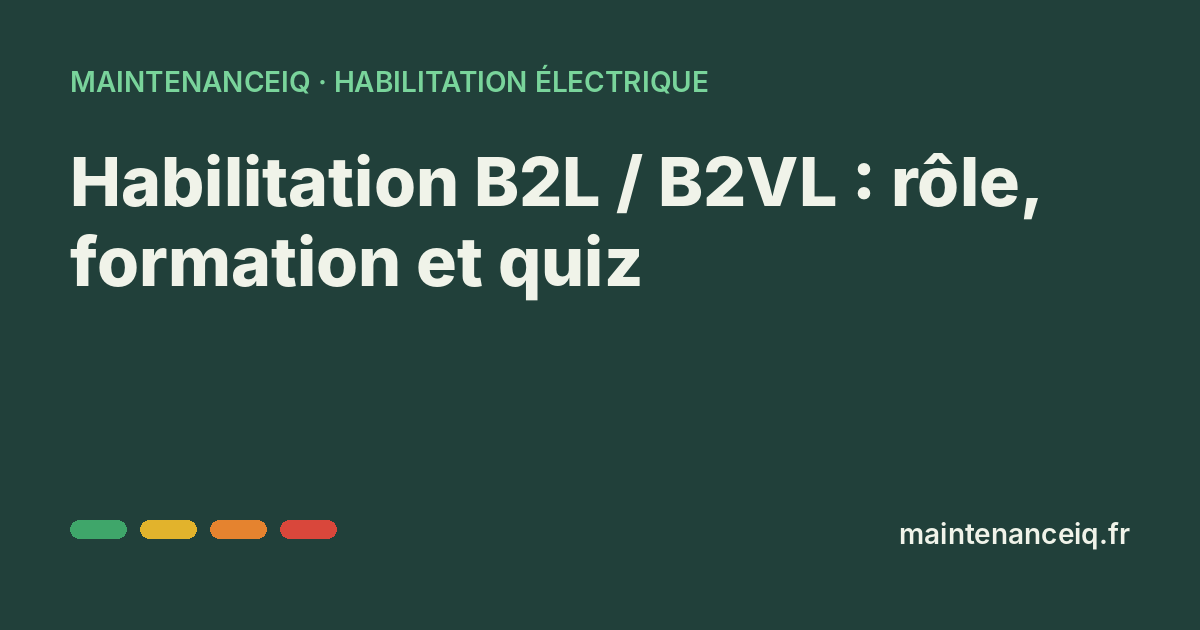 MAINTENANCEIQ · HABILITATION ÉLECTRIQUE
Habilitation B2L / B2VL : rôle,
formation et quiz
maintenanceiq.fr